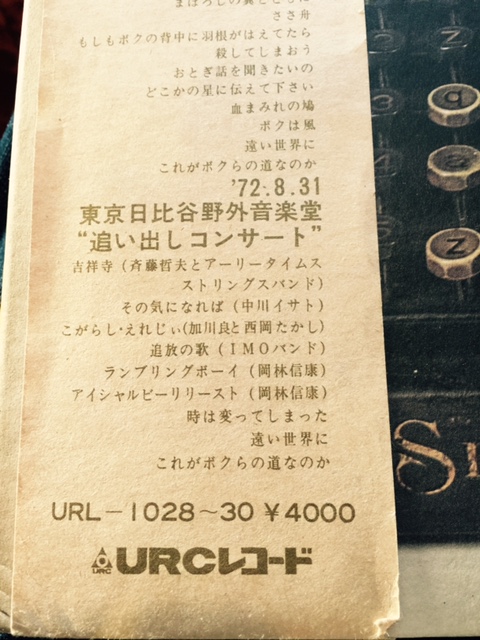 まぼろしの翼とともに
ささ舟
もしもボクの背中に羽根がはえてたら
殺してしまおう
おとぎ話を聞きたいの
どこかの星に伝えて下さい
血まみれの鳩
ボクは風
遠い世界に
これがボクらの道なのか
'72.8.31
東京日比谷野外音楽堂
“追い出しコンサート”
吉祥寺(斉藤哲夫とアーリータイムス
ストリングスバンド)
その気になれば(中川イサト)
こがらし・えれじぃ(加川良と西岡たかし)
追放の歌(IMOバンド)
ランブリングボーイ(岡林信康)
アイシャルビーリリースト(岡林信康)
時は変ってしまった
遠い世界に
これがボクらの道なのか
URL-1028~30 ¥4000
URC
URCレコード
Z
9
Z
S